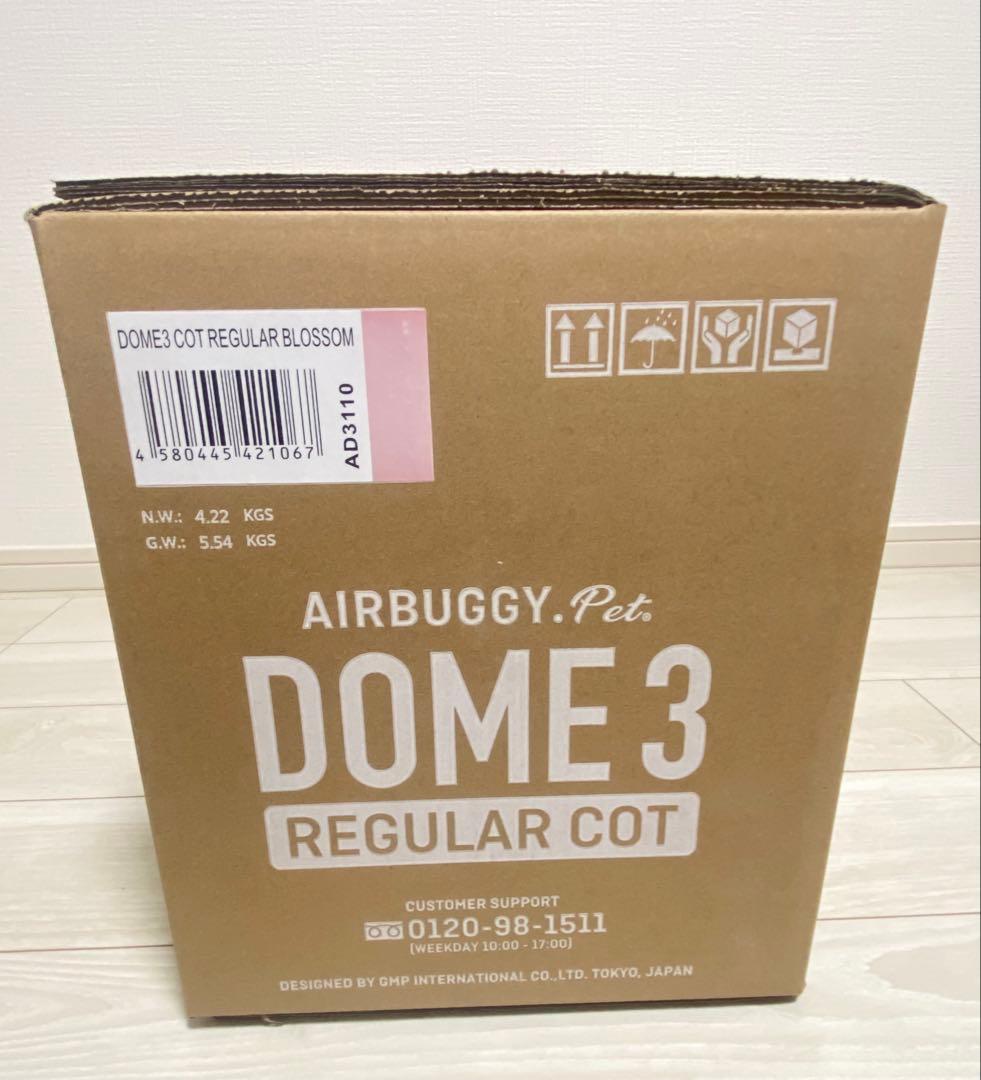 DOME3 COT REGULAR BLOSSOM
4 580445 421067
AD3110
N.W.: 4.22 KGS
G.W.: 5.54 KGS
AIRBUGGY.Pet®
DOME 3
REGULAR COT
CUSTOMER SUPPORT
0120-98-1511
(WEEKDAY 10:00 - 17:00)
DESIGNED BY GMP INTERNATIONAL CO.,LTD. TOKYO, JAPAN